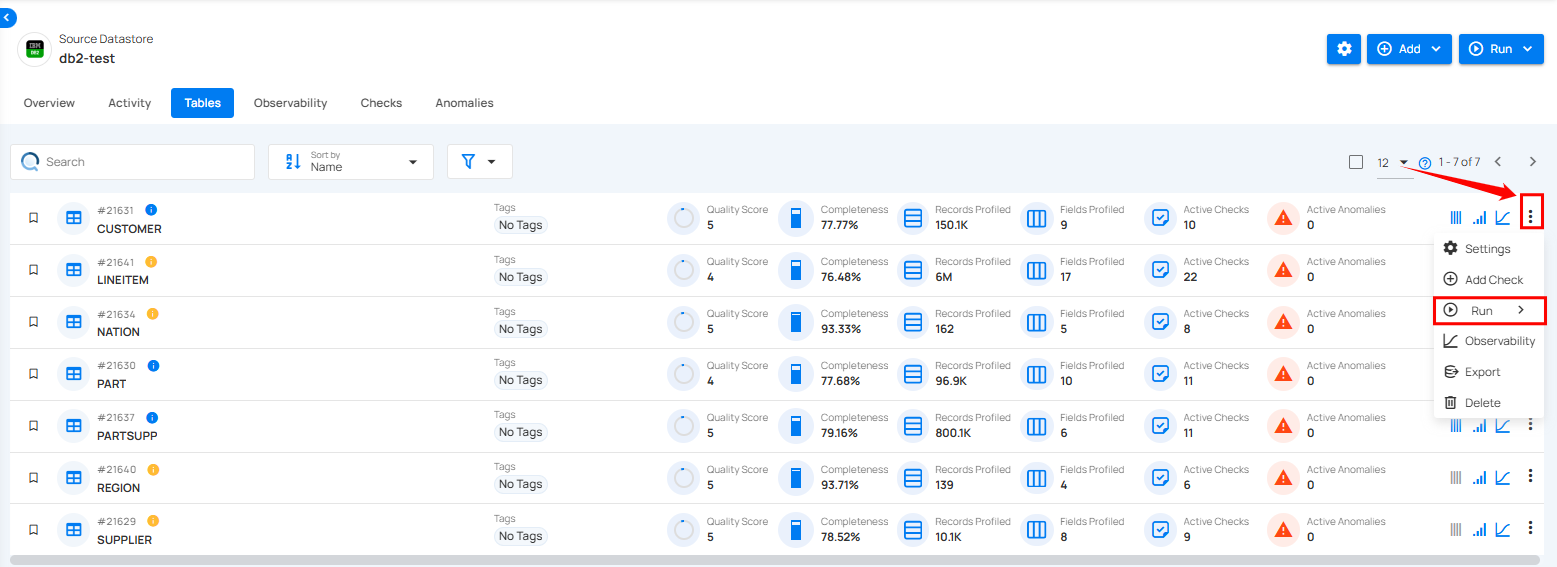 Source Datastore
IBM
DB2
db2-test
Add
Run
Overview Activity Tables Observability Checks Anomalies
Search
Sort by
Name
12
1 - 7 of 7
#21631
CUSTOMER
Tags
No Tags
Quality Score
5
Completeness
77.77%
Records Profiled
150.1K
Fields Profiled
9
Active Checks
10
Active Anomalies
0
#21641
LINEITEM
Tags
No Tags
Quality Score
4
Completeness
76.48%
Records Profiled
6M
Fields Profiled
17
Active Checks
22
Active Anomalies
0
#21634
NATION
Tags
No Tags
Quality Score
5
Completeness
93.33%
Records Profiled
162
Fields Profiled
5
Active Checks
8
Active Anomalies
0
#21630
PART
Tags
No Tags
Quality Score
4
Completeness
77.68%
Records Profiled
96.9K
Fields Profiled
10
Active Checks
11
Active Anomalies
0
#21637
PARTSUPP
Tags
No Tags
Quality Score
5
Completeness
79.16%
Records Profiled
800.1K
Fields Profiled
6
Active Checks
11
Active Anomalies
0
#21640
REGION
Tags
No Tags
Quality Score
5
Completeness
93.71%
Records Profiled
139
Fields Profiled
4
Active Checks
6
Active Anomalies
0
#21629
SUPPLIER
Tags
No Tags
Quality Score
5
Completeness
78.52%
Records Profiled
10.1K
Fields Profiled
8
Active Checks
9
Active Anomalies
0
Settings
Add Check
Run
Observability
Export
Delete